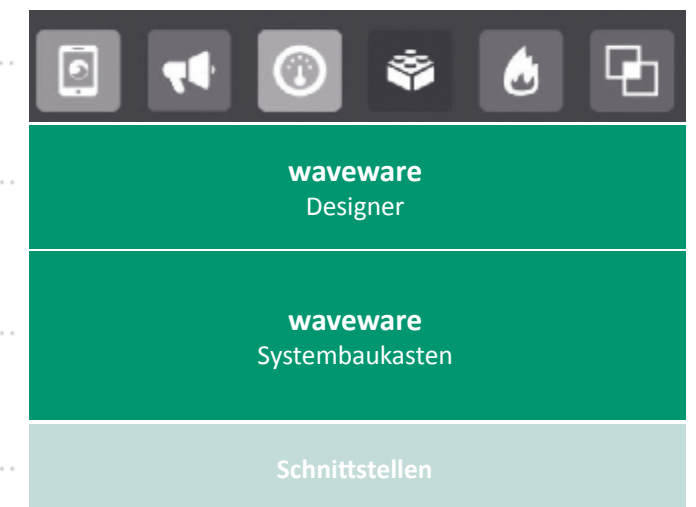 waveware
Designer
waveware
Systembaukasten
Schnittstellen